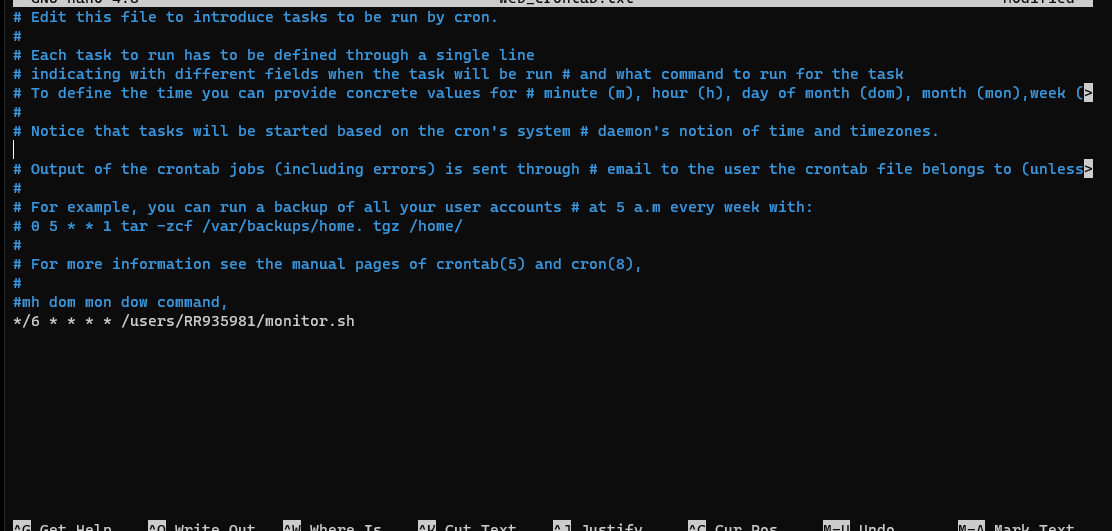 GNU nano 4.8 web_crontab.txt Modified
# Edit this file to introduce tasks to be run by cron.
#
# Each task to run has to be defined through a single line
# indicating with different fields when the task will be run # and what command to run for the task
# To define the time you can provide concrete values for # minute (m), hour (h), day of month (dom), month (mon),week (>
#
# Notice that tasks will be started based on the cron's system # daemon's notion of time and timezones.
# Output of the crontab jobs (including errors) is sent through # email to the user the crontab file belongs to (unless>
#
# For example, you can run a backup of all your user accounts # at 5 a.m every week with:
# 0 5 * * 1 tar -zcf /var/backups/home. tgz /home/
#
# For more information see the manual pages of crontab(5) and cron(8),
#
#mh dom mon dow command,
*/6 * * * * /users/RR935981/monitor.sh
^G Get Help ^O Write Out ^W Where Is ^K Cut Text ^J Justify ^C Cur Pos M-U Undo M-A Mark Text